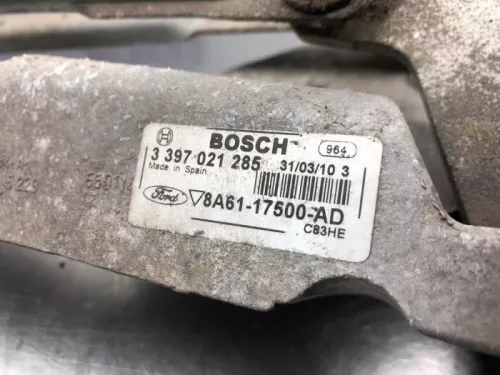 BOSCH 964
3 397 021 285 31/03/10 3
Made in Spain
Ford 8A61-17500-AD
C83HE